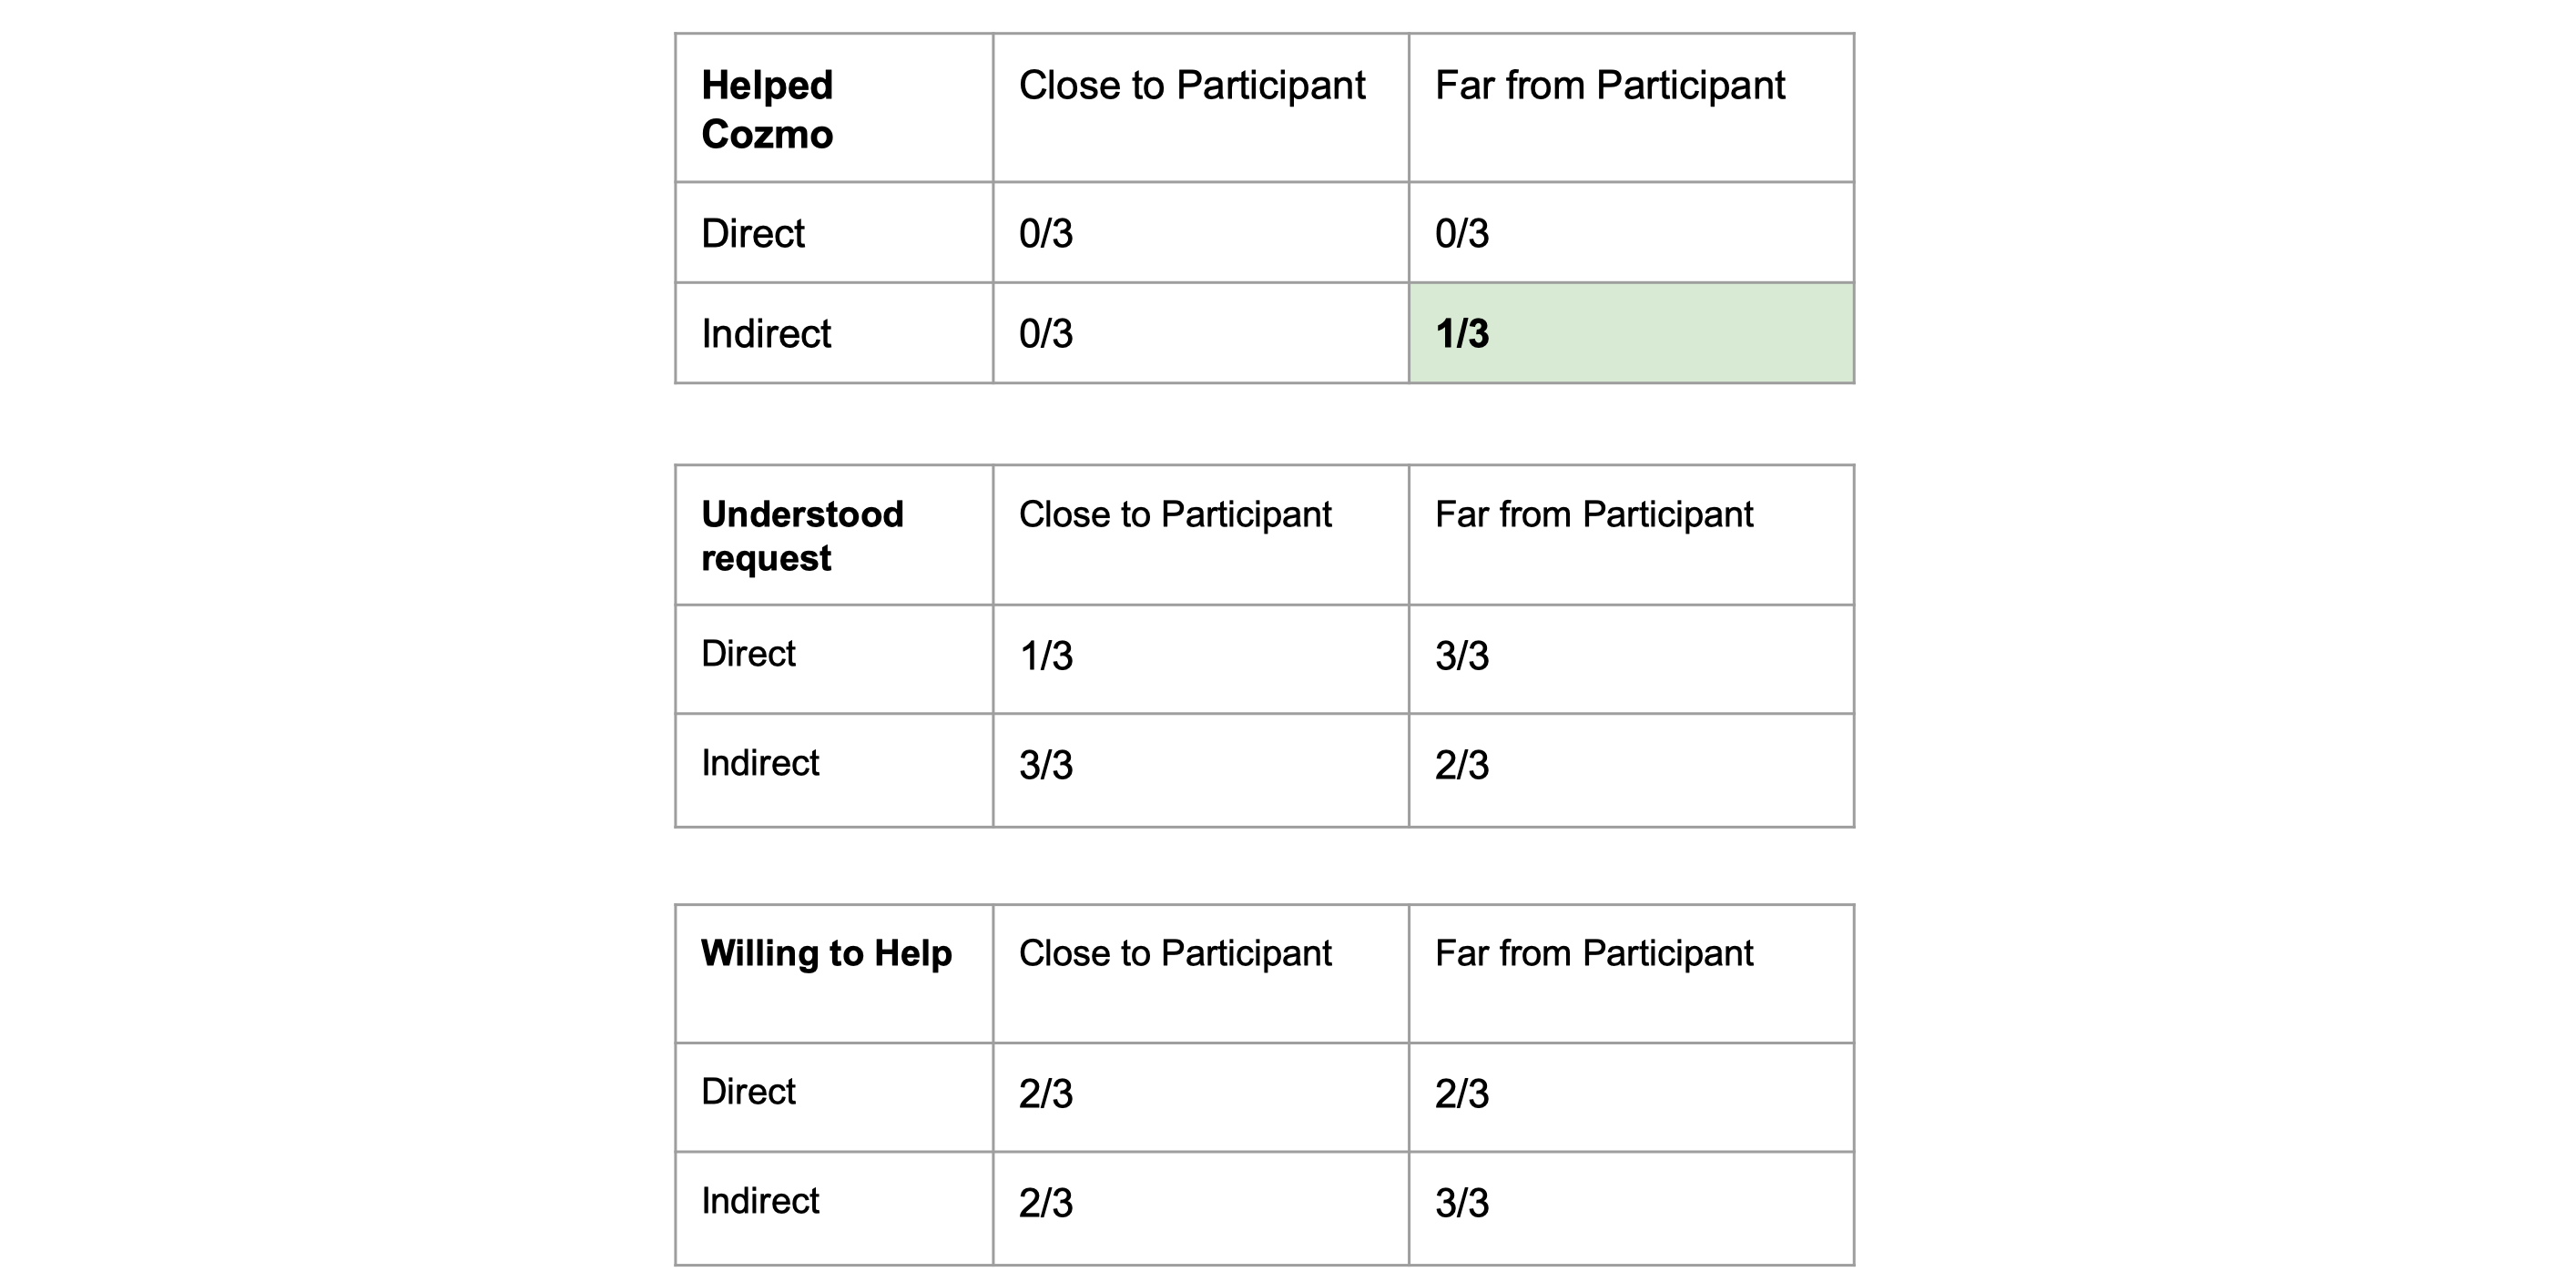 Helped Close to Participant Far from Participant
Cozmo
Direct 0/3 0/3
Indirect 0/3 1/3
Understood Close to Participant Far from Participant
request
Direct 1/3 3/3
Indirect 3/3 2/3
Willing to Help Close to Participant Far from Participant
Direct 2/3 2/3
Indirect 2/3 3/3